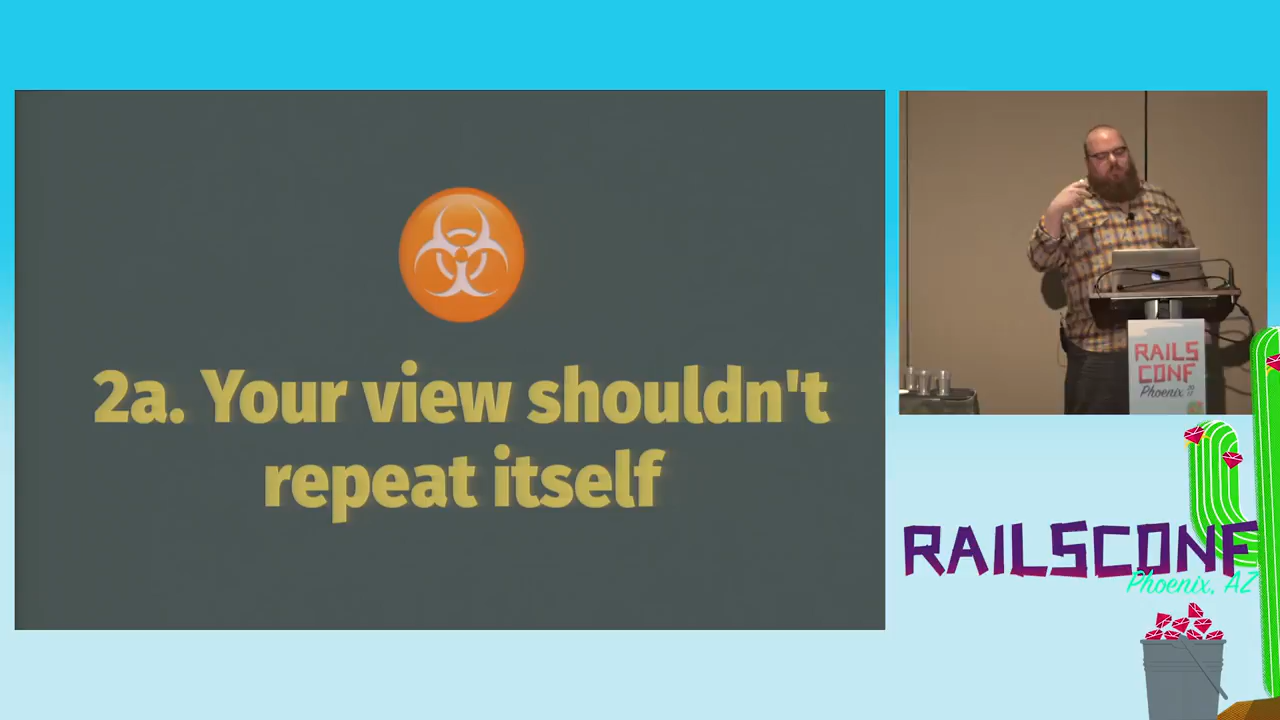 2a. Your view shouldn't
repeat itself
RAILS
CONF
Phoenix
RAILSCONF
Phoenix, AZ